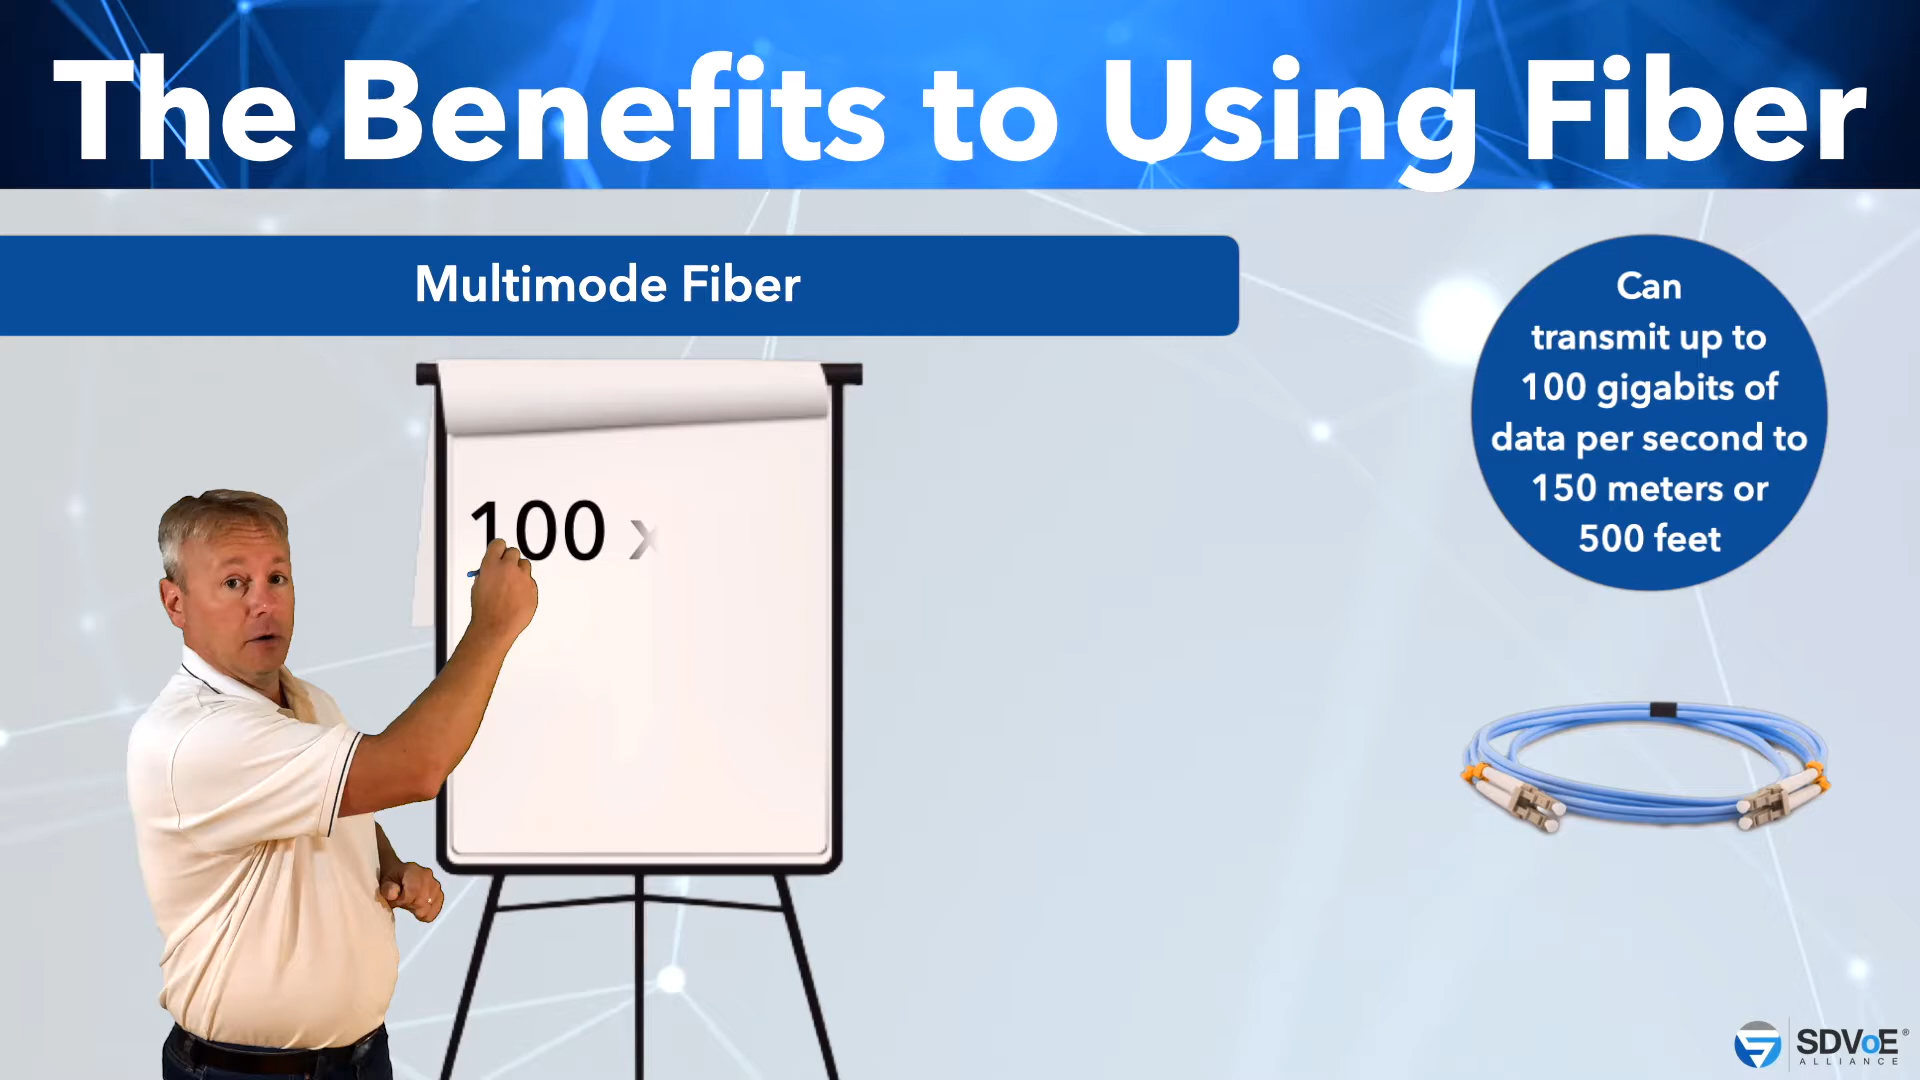 The Benefits to Using Fiber
Multimode Fiber
Can
transmit up to
100 gigabits of
data per second to
150 meters or
500 feet
100 x
SDVoE®
ALLIANCE